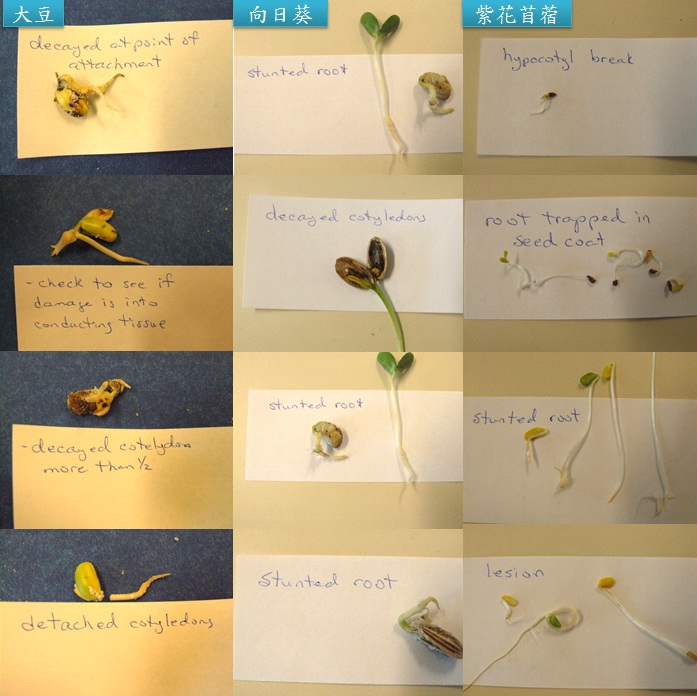 大豆
decayed at point of
attachment
- check to see if
damage is into
conducting tissue
- decayed cotelydons
more than 1/2
detached cotyledons
向日葵
stunted root
decayed cotyledons
stunted root
stunted root
紫花苜蓿
hypocotyl break
root trapped in
seed coat
stunted root
lesion